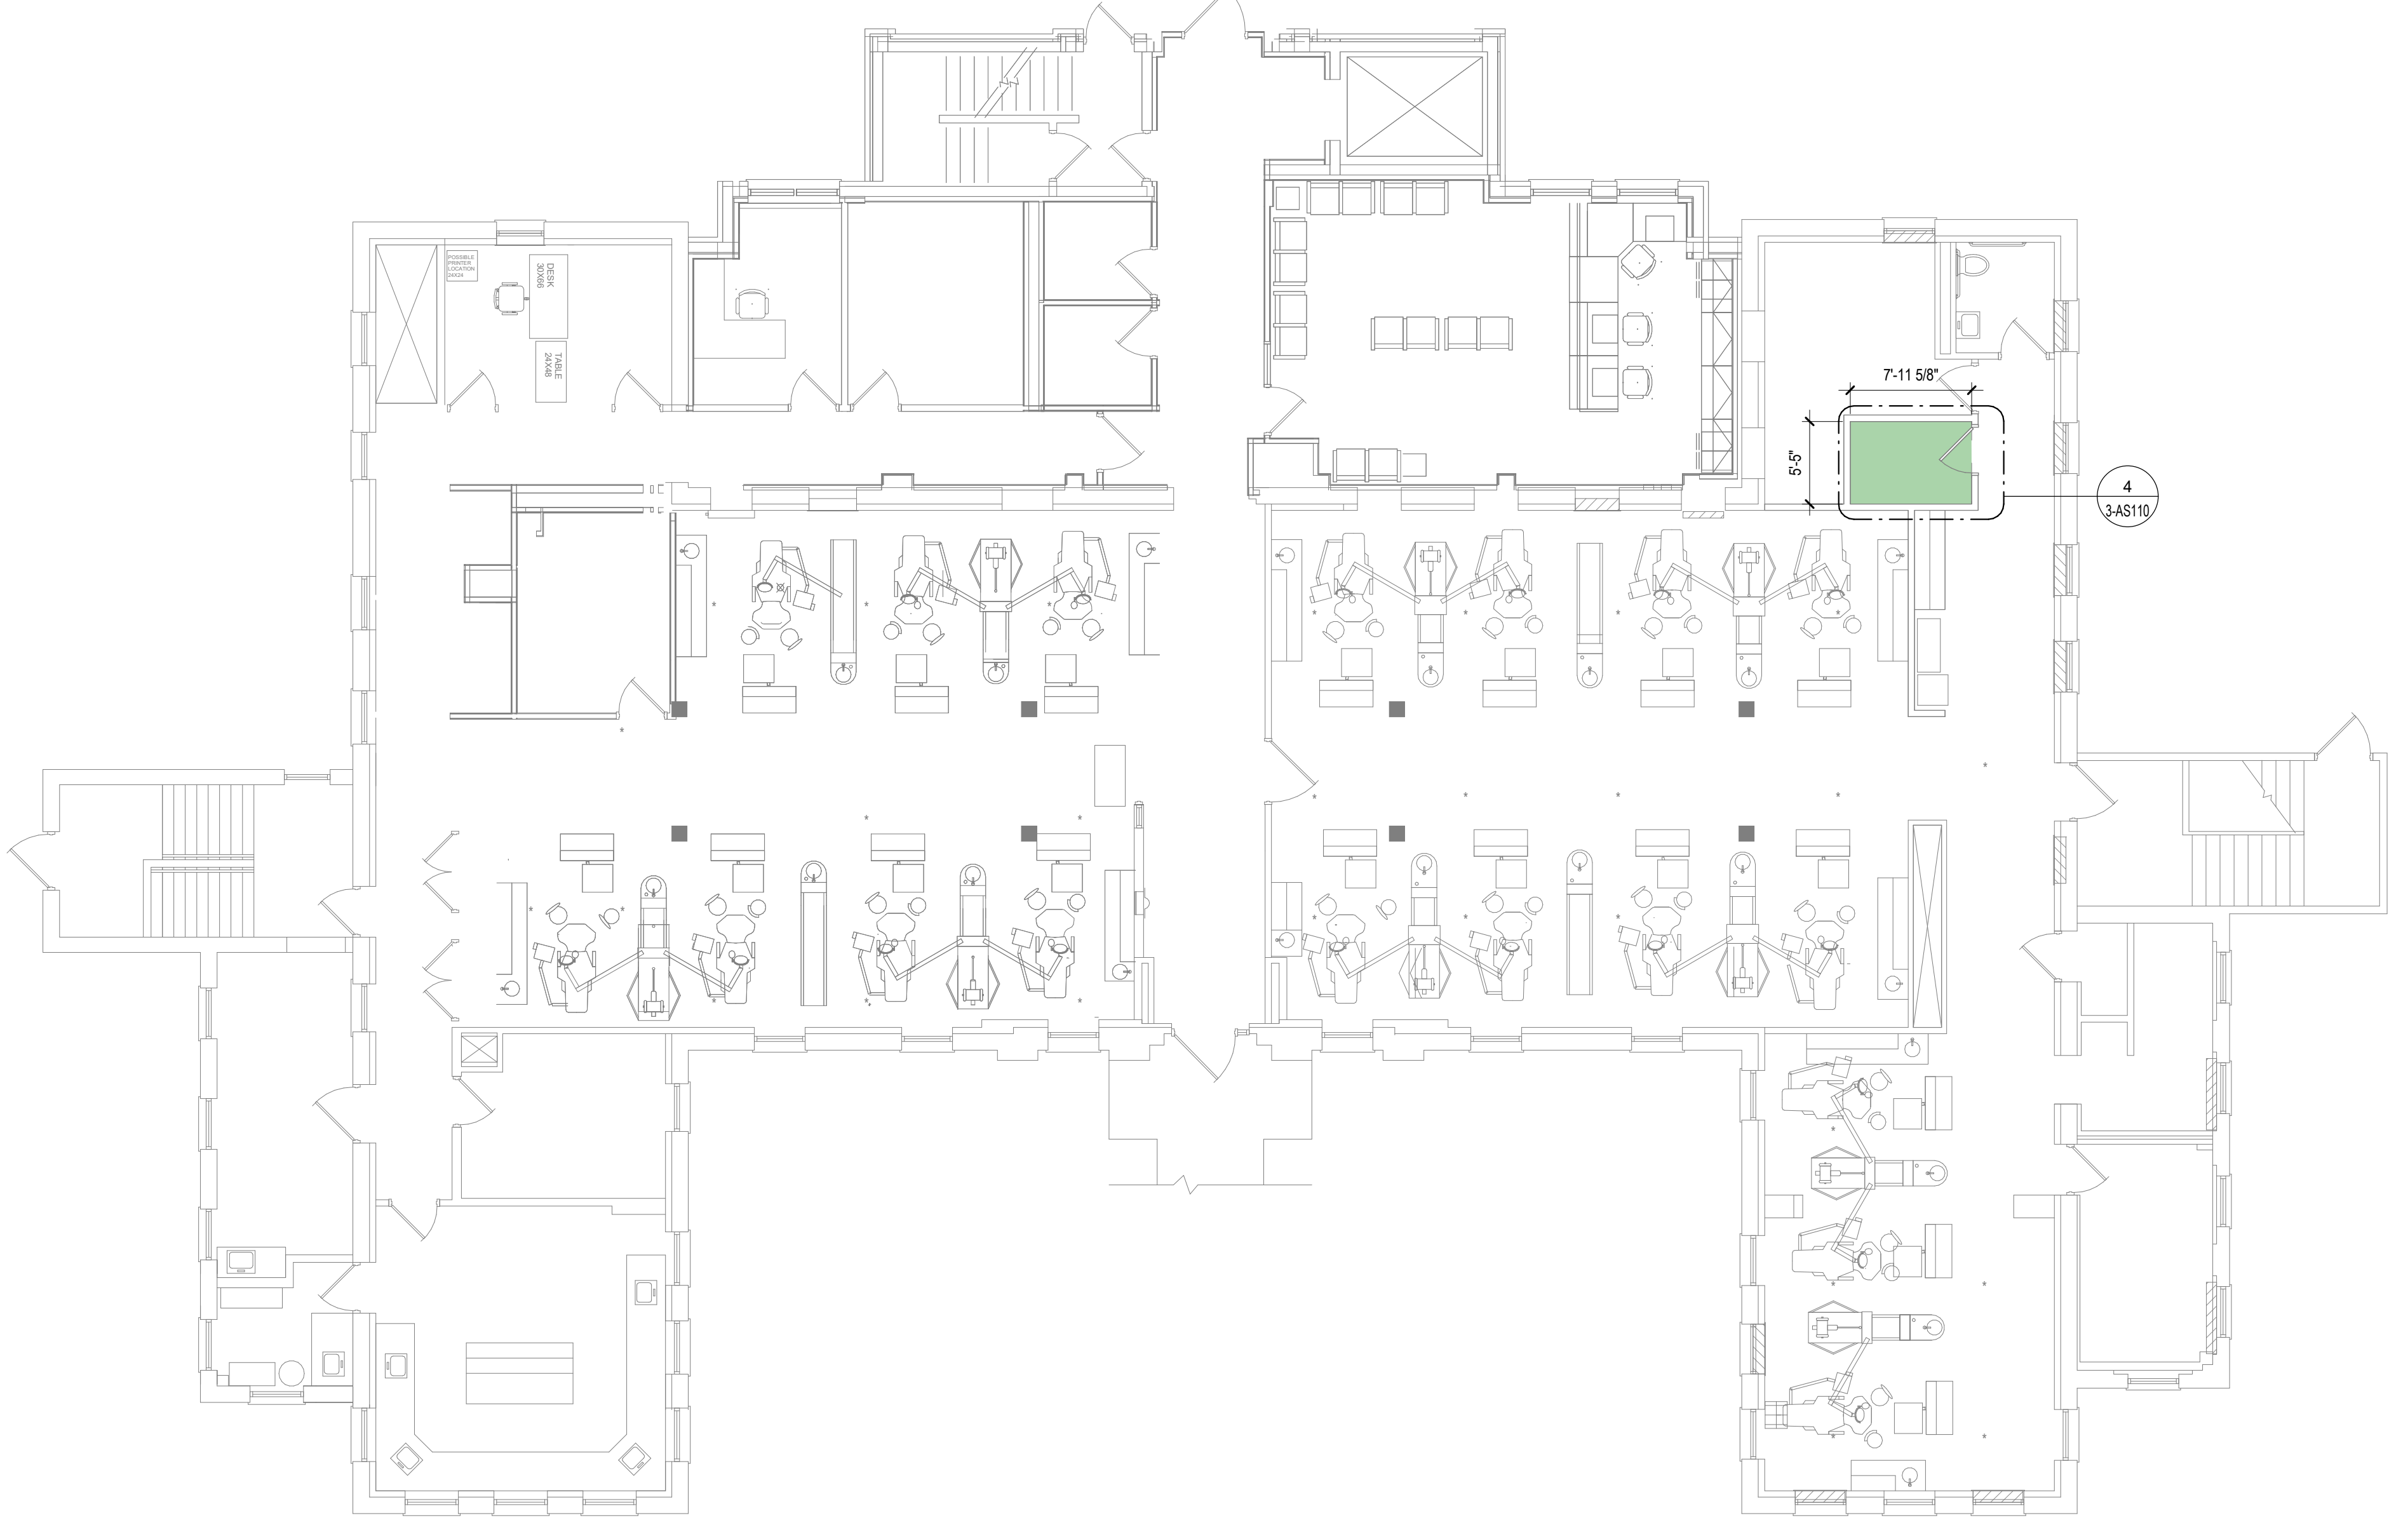 POSSIBLE
PRINTER
LOCATION
24X24
DESK
30X66
TABLE
24X48
7'-11 5/8"
5'-5"
4
3-AS110